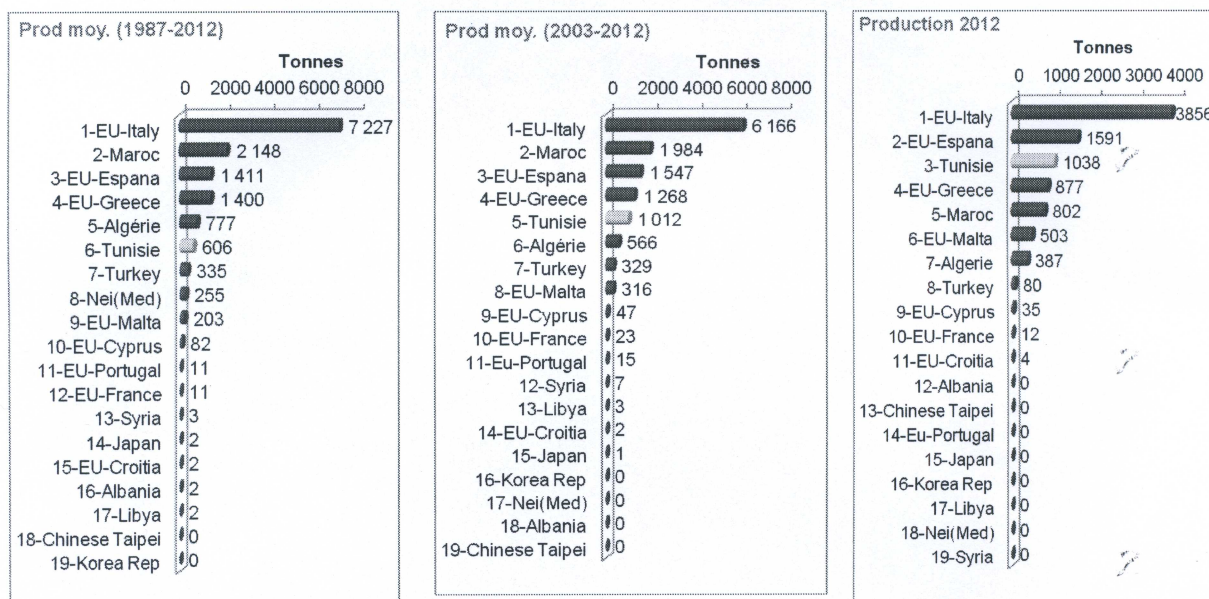 Prod moy. (1987-2012)
Tonnes
0 2000 4000 6000 8000
1-EU-Italy 7 227
2-Maroc 2 148
3-EU-Espana 1 411
4-EU-Greece 1 400
5-Algérie 777
6-Tunisie 606
7-Turkey 335
8-Nei(Med) 255
9-EU-Malta 203
10-EU-Cyprus 82
11-EU-Portugal 11
12-EU-France 11
13-Syria 3
14-Japan 2
15-EU-Croitia 2
16-Albania 2
17-Libya 2
18-Chinese Taipei 0
19-Korea Rep 0
Prod moy. (2003-2012)
Tonnes
0 2000 4000 6000 8000
1-EU-Italy 6 166
2-Maroc 1 984
3-EU-Espana 1 547
4-EU-Greece 1 268
5-Tunisie 1 012
6-Algérie 566
7-Turkey 329
8-EU-Malta 316
9-EU-Cyprus 47
10-EU-France 23
11-Eu-Portugal 15
12-Syria 7
13-Libya 3
14-EU-Croitia 2
15-Japan 1
16-Korea Rep 0
17-Nei(Med) 0
18-Albania 0
19-Chinese Taipei 0
Production 2012
Tonnes
0 1000 2000 3000 4000
1-EU-Italy 3856
2-EU-Espana 1591
3-Tunisie 1038
4-EU-Greece 877
5-Maroc 802
6-EU-Malta 503
7-Algerie 387
8-Turkey 80
9-EU-Cyprus 35
10-EU-France 12
11-EU-Croitia 4
12-Albania 0
13-Chinese Taipei 0
14-Eu-Portugal 0
15-Japan 0
16-Korea Rep 0
17-Libya 0
18-Nei(Med) 0
19-Syria 0